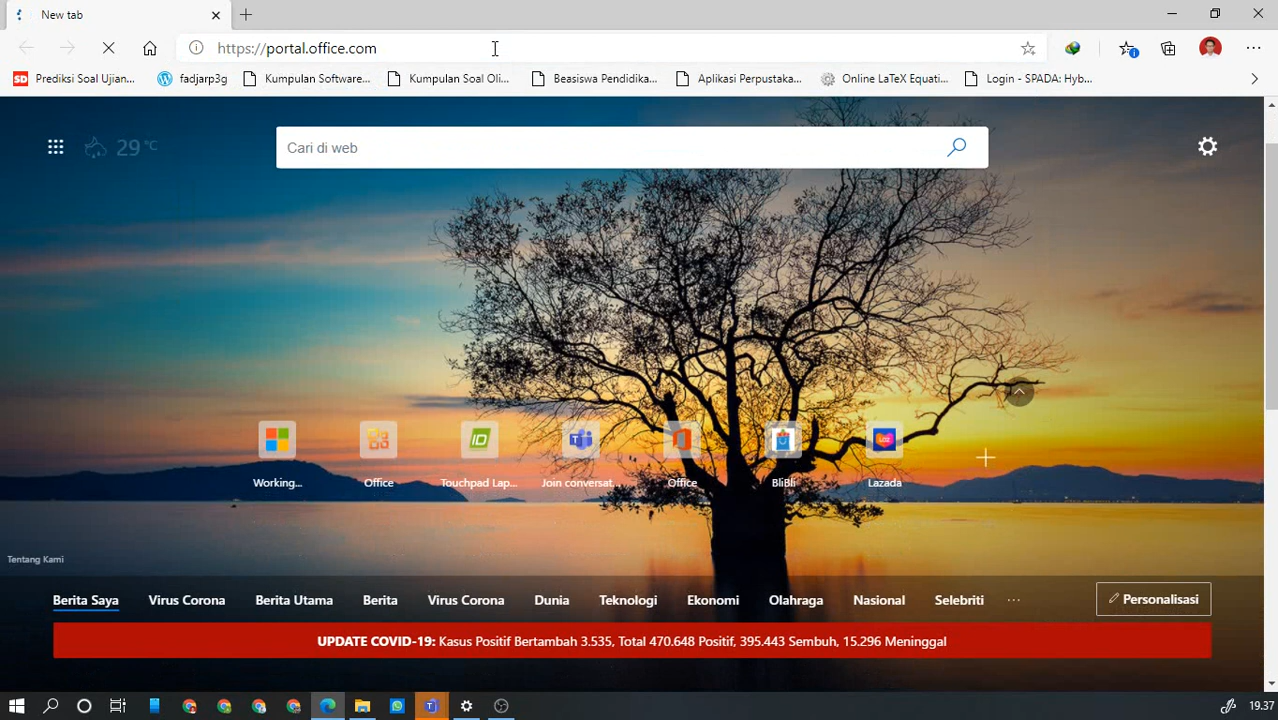 New tab
https://portal.office.com
Prediksi Soal Ujian...
fadjarp3g
Kumpulan Software...
Kumpulan Soal Oli...
Beasiswa Pendidika...
Aplikasi Perpustaka...
Online LaTeX Equati...
Login - SPADA: Hyb...
29 °C
Cari di web
Working...
Office
Touchpad Lap...
Join conversat...
Office
BliBli
Lazada
Tentang Kami
Berita Saya
Virus Corona
Berita Utama
Berita
Virus Corona
Dunia
Teknologi
Ekonomi
Olahraga
Nasional
Selebriti
...
Personalisasi
UPDATE COVID-19: Kasus Positif Bertambah 3.535, Total 470.648 Positif, 395.443 Sembuh, 15.296 Meninggal
19.37